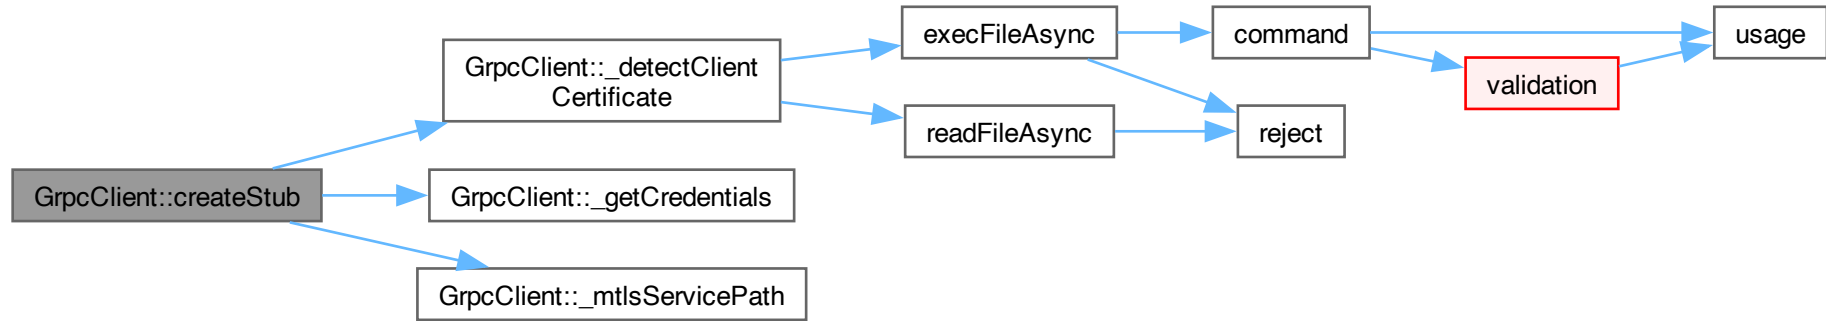 GrpcClient::createStub
GrpcClient::_detectClient
Certificate
GrpcClient::_getCredentials
GrpcClient::_mtlsServicePath
execFileAsync
readFileAsync
command
reject
validation
usage